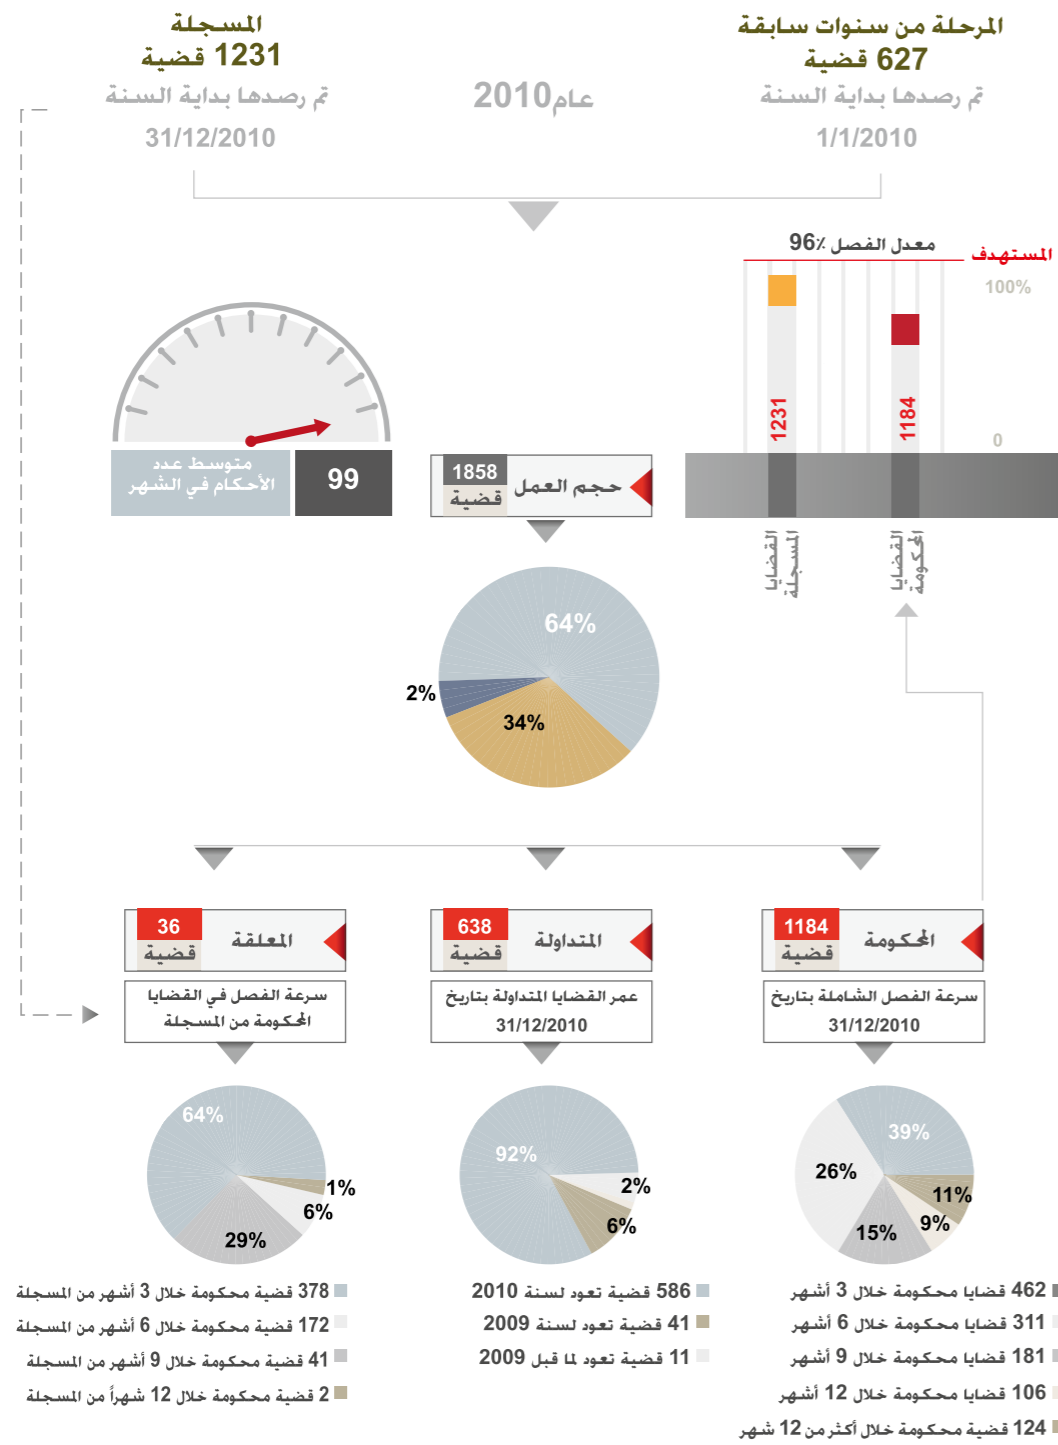 المرحلة من سنوات سابقة
627 قضية
تم رصدها بداية السنة
1/1/2010
عام2010
المسجلة
1231 قضية
تم رصدها بداية السنة
31/12/2010
معدل الفصل 96٪
المستهدف
100%
0
1231
1184
القضايا المسجلة
القضايا المحكومة
متوسط عدد
الأحكام في الشهر
99
حجم العمل
1858
قضية
64%
2%
34%
المحكومة
1184
قضية
سرعة الفصل الشاملة بتاريخ
31/12/2010
39%
26%
11%
9%
15%
462 قضايا محكومة خلال 3 أشهر
311 قضايا محكومة خلال 6 أشهر
181 قضايا محكومة خلال 9 أشهر
106 قضايا محكومة خلال 12 أشهر
124 قضية محكومة خلال أكثر من 12 شهر
المتداولة
638
قضية
عمر القضايا المتداولة بتاريخ
31/12/2010
92%
2%
6%
586 قضية تعود لسنة 2010
41 قضية تعود لسنة 2009
11 قضية تعود لما قبل 2009
المعلقة
36
قضية
سرعة الفصل في القضايا
المحكومة من المسجلة
64%
1%
6%
29%
378 قضية محكومة خلال 3 أشهر من المسجلة
172 قضية محكومة خلال 6 أشهر من المسجلة
41 قضية محكومة خلال 9 أشهر من المسجلة
2 قضية محكومة خلال 12 شهراً من المسجلة